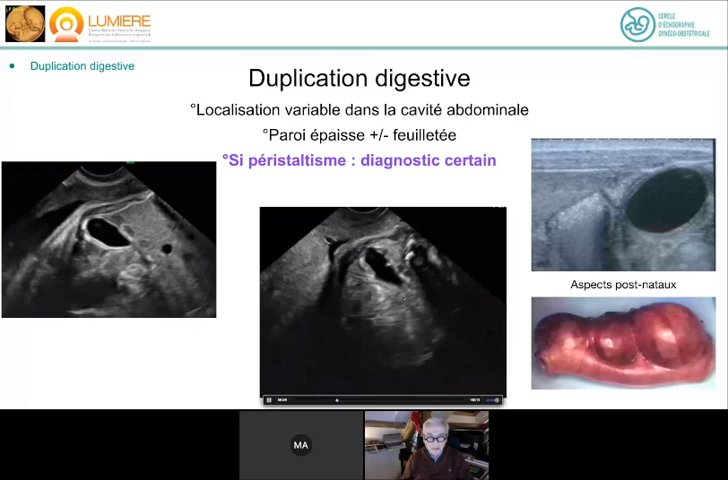 LUMIERE
CERCLE
D'ÉCHOGRAPHIE
GYNÉCO-OBSTÉTRICALE
• Duplication digestive
Duplication digestive
°Localisation variable dans la cavité abdominale
°Paroi épaisse +/- feuilletée
°Si péristaltisme : diagnostic certain
Aspects post-nataux
MA